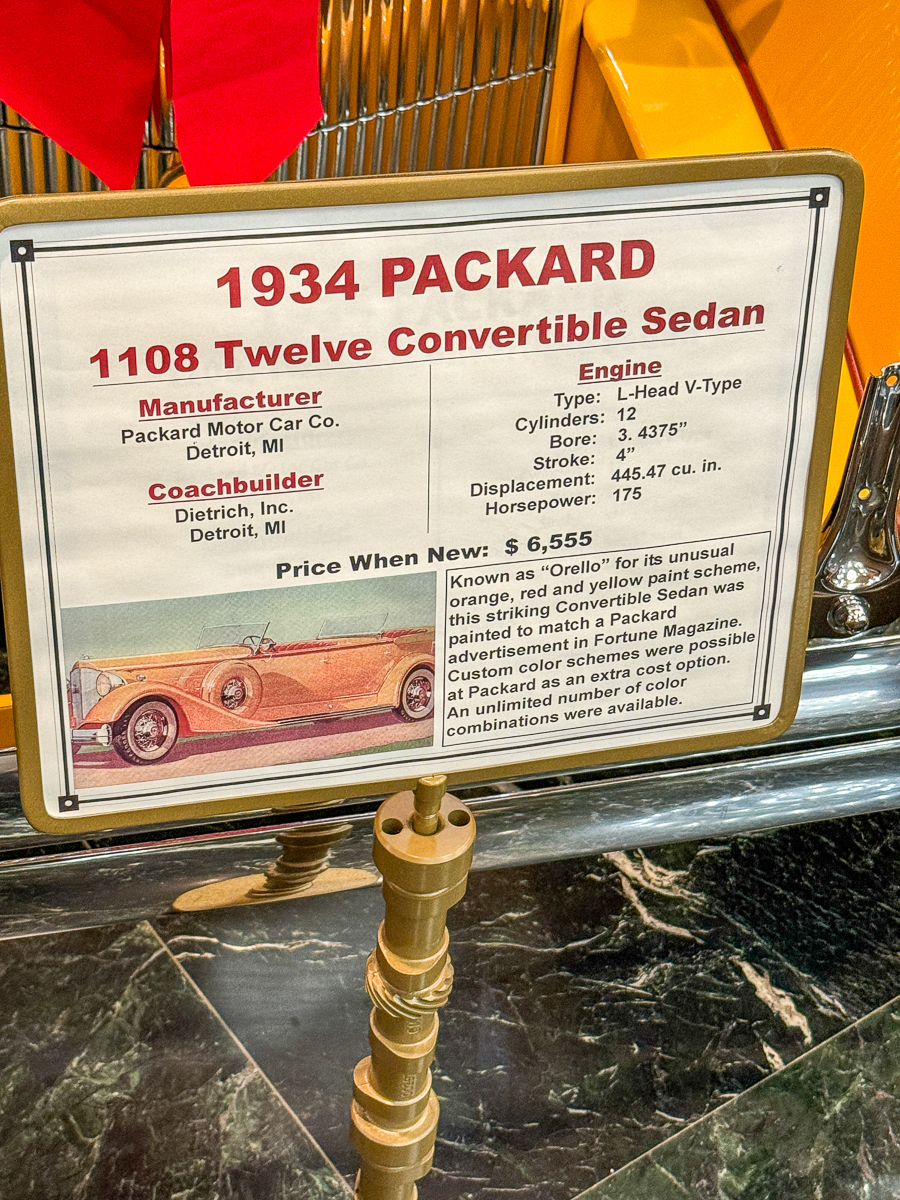 1934 PACKARD
1108 Twelve Convertible Sedan
Manufacturer
Packard Motor Car Co.
Detroit, MI
Coachbuilder
Dietrich, Inc.
Detroit, MI
Engine
Type: L-Head V-Type
Cylinders: 12
Bore: 3. 4375”
Stroke: 4”
Displacement: 445.47 cu. in.
Horsepower: 175
Price When New: $ 6,555
Known as “Orello” for its unusual
orange, red and yellow paint scheme,
this striking Convertible Sedan was
painted to match a Packard
advertisement in Fortune Magazine.
Custom color schemes were possible
at Packard as an extra cost option.
An unlimited number of color
combinations were available.